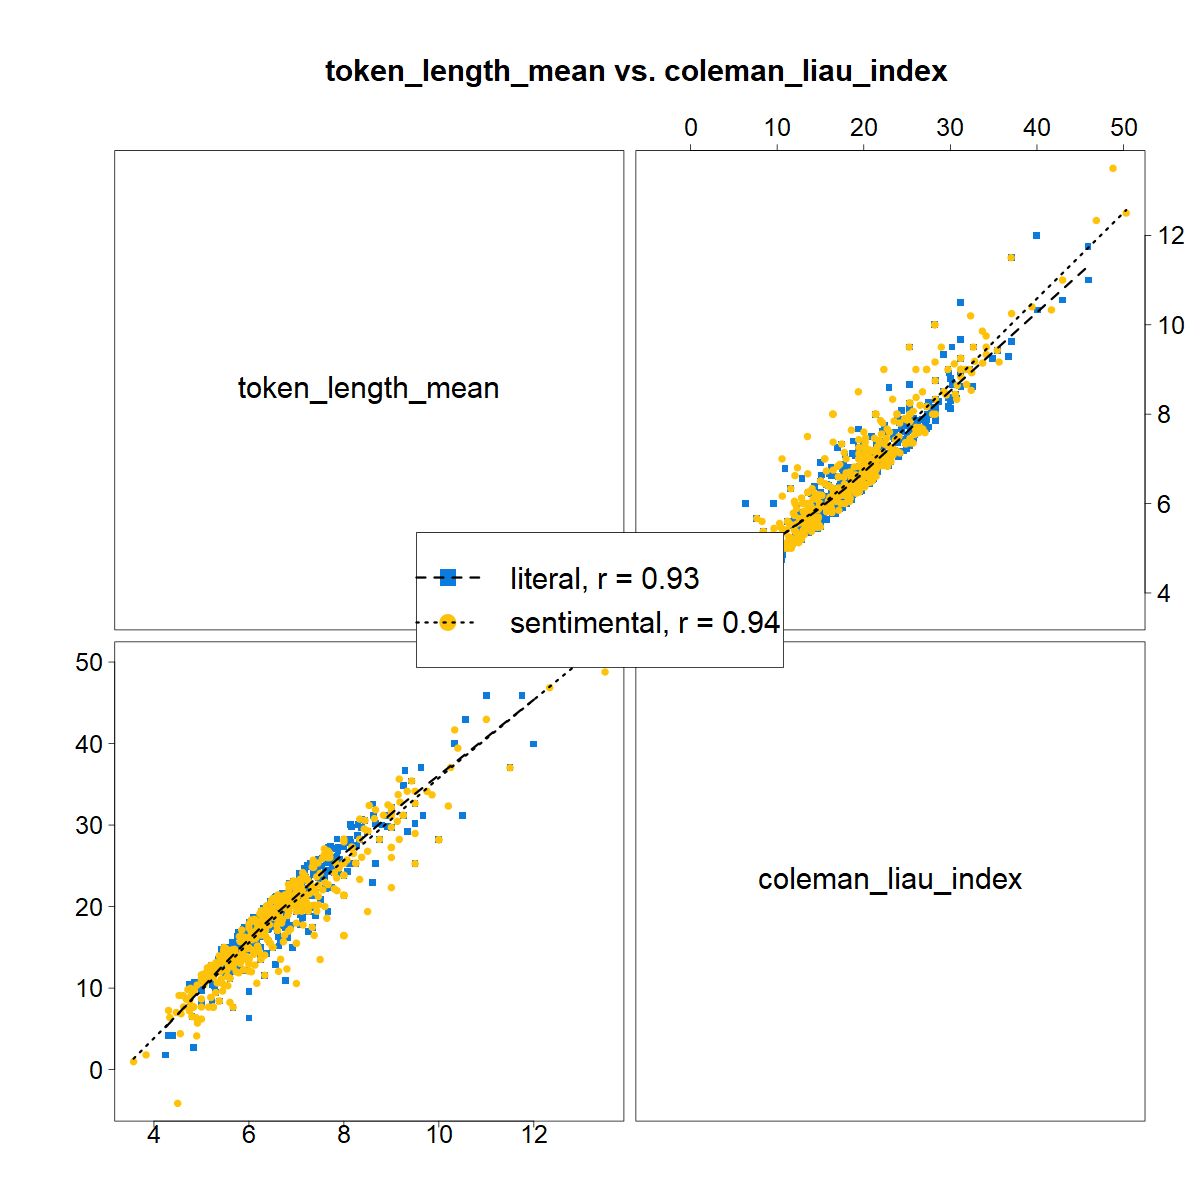 token_length_mean vs. coleman_liau_index
0 10 20 30 40 50
token_length_mean
12
10
8
6
4
literal, r = 0.93
sentimental, r = 0.94
50
40
30
20
10
0
coleman_liau_index
4 6 8 10 12